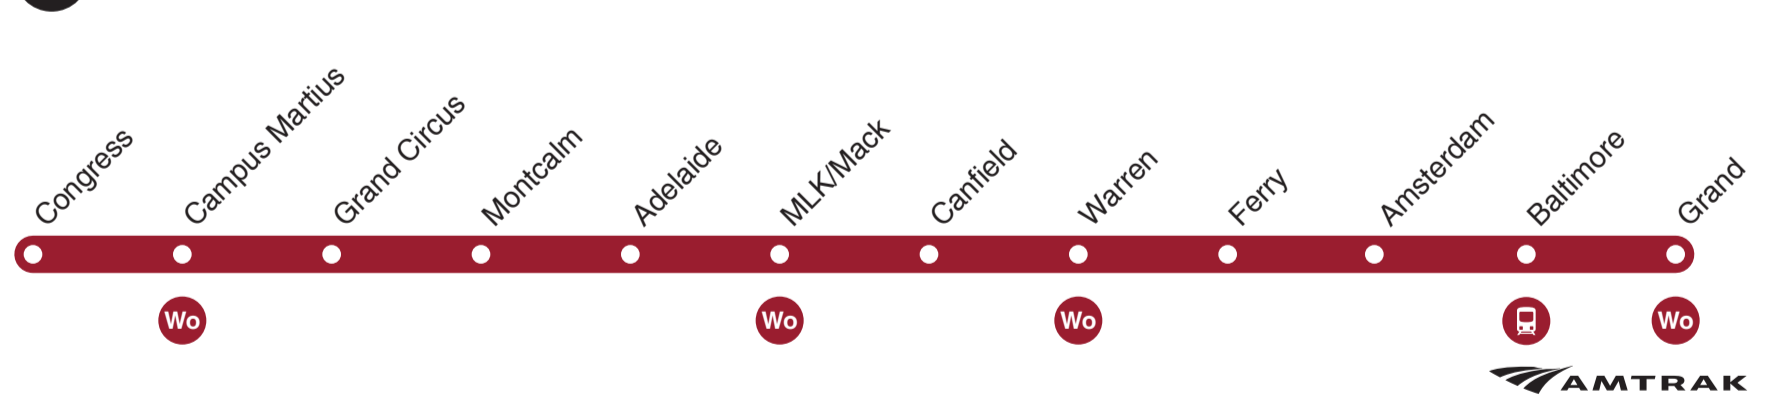 Congress
Campus Martius
Grand Circus
Montcalm
Adelaide
MLK/Mack
Canfield
Warren
Ferry
Amsterdam
Baltimore
Grand
Wo
Wo
Wo
Wo
AMTRAK